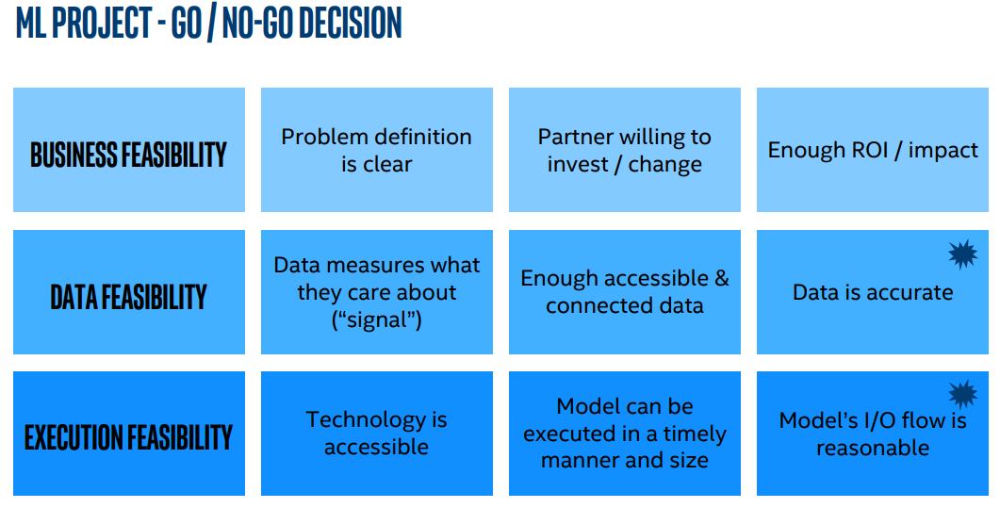 ML PROJECT - GO / NO-GO DECISION
BUSINESS FEASIBILITY
Problem definition
is clear
Partner willing to
invest / change
Enough ROI / impact
DATA FEASIBILITY
Data measures what
they care about
(“signal”)
Enough accessible &
connected data
Data is accurate
EXECUTION FEASIBILITY
Technology is
accessible
Model can be
executed in a timely
manner and size
Model’s I/O flow is
reasonable